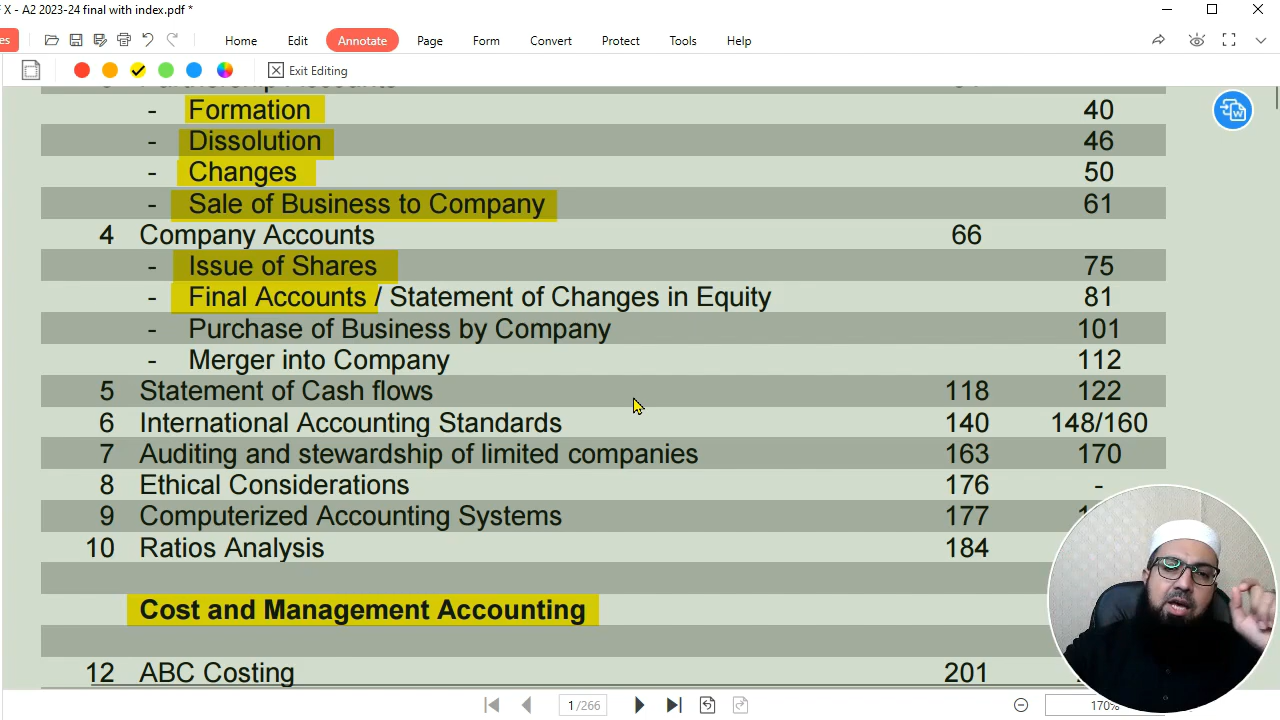 X - A2 2023-24 final with index.pdf *
es Home Edit Annotate Page Form Convert Protect Tools Help
Exit Editing
- Formation 40
- Dissolution 46
- Changes 50
- Sale of Business to Company 61
4 Company Accounts 66
- Issue of Shares 75
- Final Accounts / Statement of Changes in Equity 81
- Purchase of Business by Company 101
- Merger into Company 112
5 Statement of Cash flows 118 122
6 International Accounting Standards 140 148/160
7 Auditing and stewardship of limited companies 163 170
8 Ethical Considerations 176 -
9 Computerized Accounting Systems 177
10 Ratios Analysis 184
Cost and Management Accounting
12 ABC Costing 201
1 /266 170%